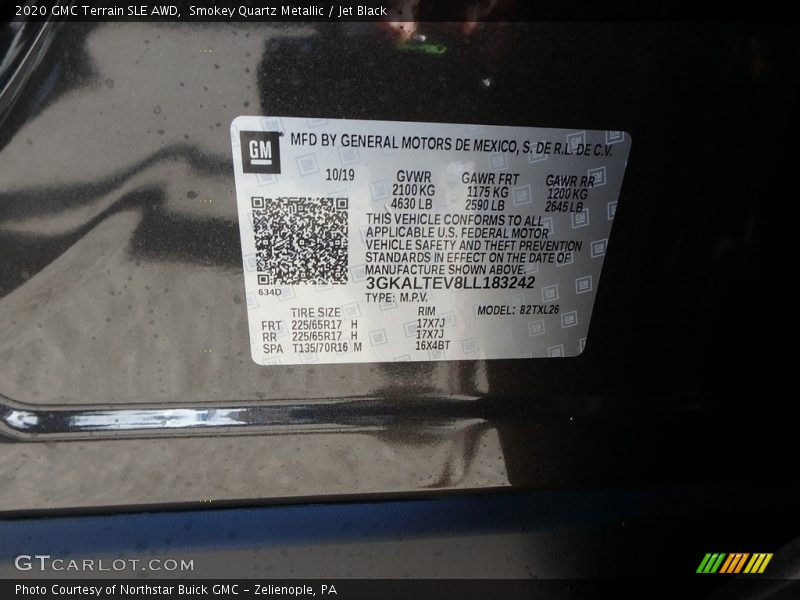 2020 GMC Terrain SLE AWD,  Smokey Quartz Metallic / Jet Black
GM MFD BY GENERAL MOTORS DE MEXICO, S. DE R.L. DE C.V.
10/19 GVWR GAWR FRT GAWR RR
2100 KG 1175 KG 1200 KG
4630 LB 2590 LB 2645 LB
THIS VEHICLE CONFORMS TO ALL
APPLICABLE U.S. FEDERAL MOTOR
VEHICLE SAFETY AND THEFT PREVENTION
STANDARDS IN EFFECT ON THE DATE OF
MANUFACTURE SHOWN ABOVE.
3GKALTEV8LL183242
634D
TYPE: M.P.V.
TIRE SIZE RIM MODEL: 82TXL26
FRT 225/65R17 H 17X7J
RR 225/65R17 H 17X7J
SPA T135/70R16 M 16X4BT
GTCARLOT.COM
Photo Courtesy of Northstar Buick GMC - Zelienople, PA